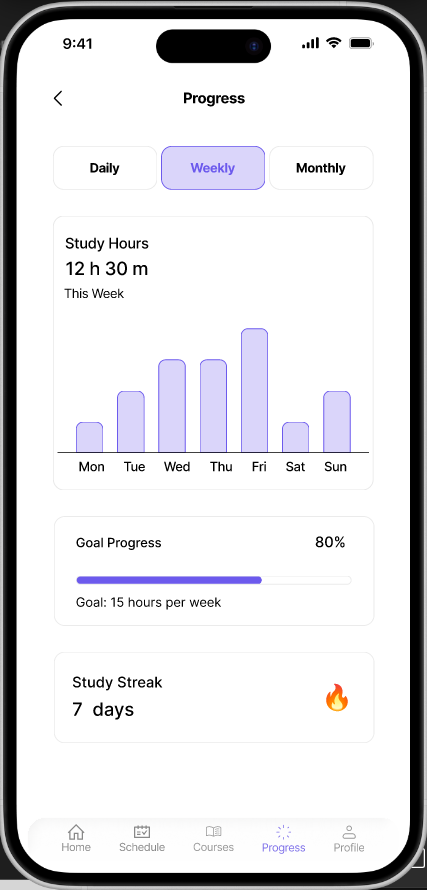 9:41
Progress
Daily Weekly Monthly
Study Hours
12 h 30 m
This Week
Mon Tue Wed Thu Fri Sat Sun
Goal Progress 80%
Goal: 15 hours per week
Study Streak
7 days
Home Schedule Courses Progress Profile